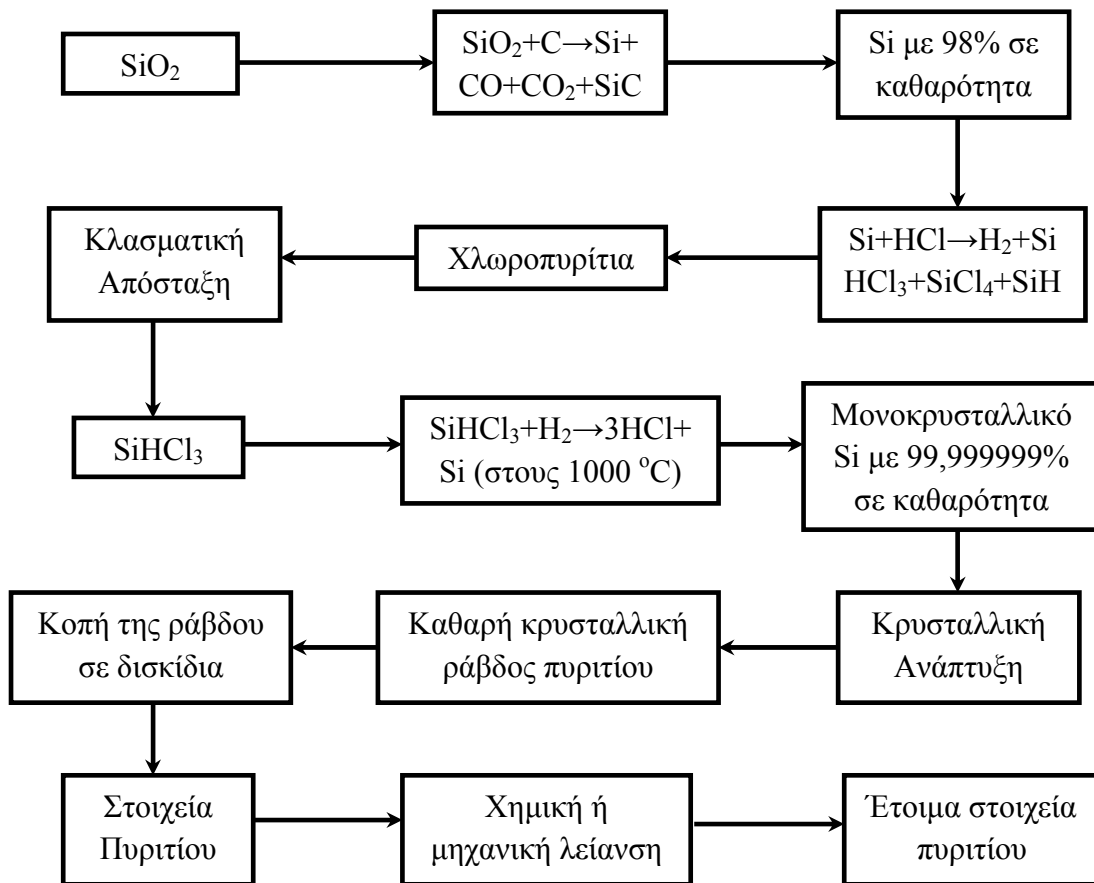 SiO₂
SiO₂+C→Si+
CO+CO₂+SiC
Si με 98% σε
καθαρότητα
Si+HCl→H₂+Si
HCl₃+SiCl₄+SiH
Χλωροπυρίτια
Κλασματική
Απόσταξη
SiHCl₃
SiHCl₃+H₂→3HCl+
Si (στους 1000 °C)
Μονοκρυσταλλικό
Si με 99,999999%
σε καθαρότητα
Κρυσταλλική
Ανάπτυξη
Καθαρή κρυσταλλική
ράβδος πυριτίου
Κοπή της ράβδου
σε δισκίδια
Στοιχεία
Πυριτίου
Χημική ή
μηχανική λείανση
Έτοιμα στοιχεία
πυριτίου